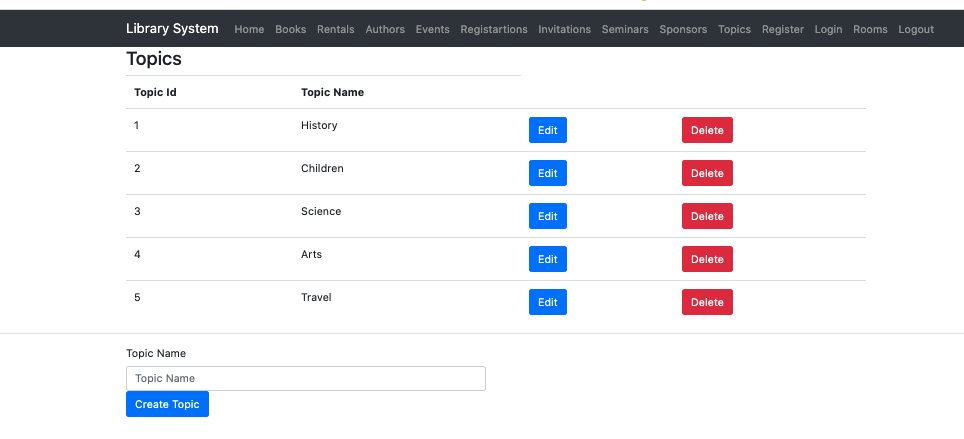 Library System Home Books Rentals Authors Events Registartions Invitations Seminars Sponsors Topics Register Login Rooms Logout
Topics
Topic Id Topic Name
1 History Edit Delete
2 Children Edit Delete
3 Science Edit Delete
4 Arts Edit Delete
5 Travel Edit Delete
Topic Name
Topic Name
Create Topic